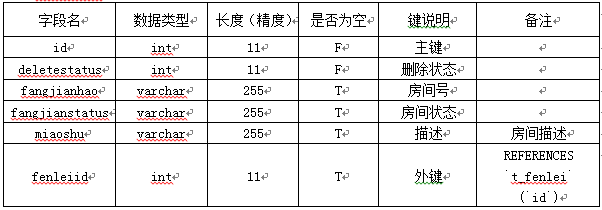 字段名 数据类型 长度（精度） 是否为空 键说明 备注
id int 11 F 主键
deletestatus int 11 F 删除状态
fangjianhao varchar 255 T 房间号
fangjianstatus varchar 255 T 房间状态
miaoshu varchar 255 T 描述 房间描述
fenleiid int 11 T 外键 REFERENCES
`t_fenlei`
(`id`)